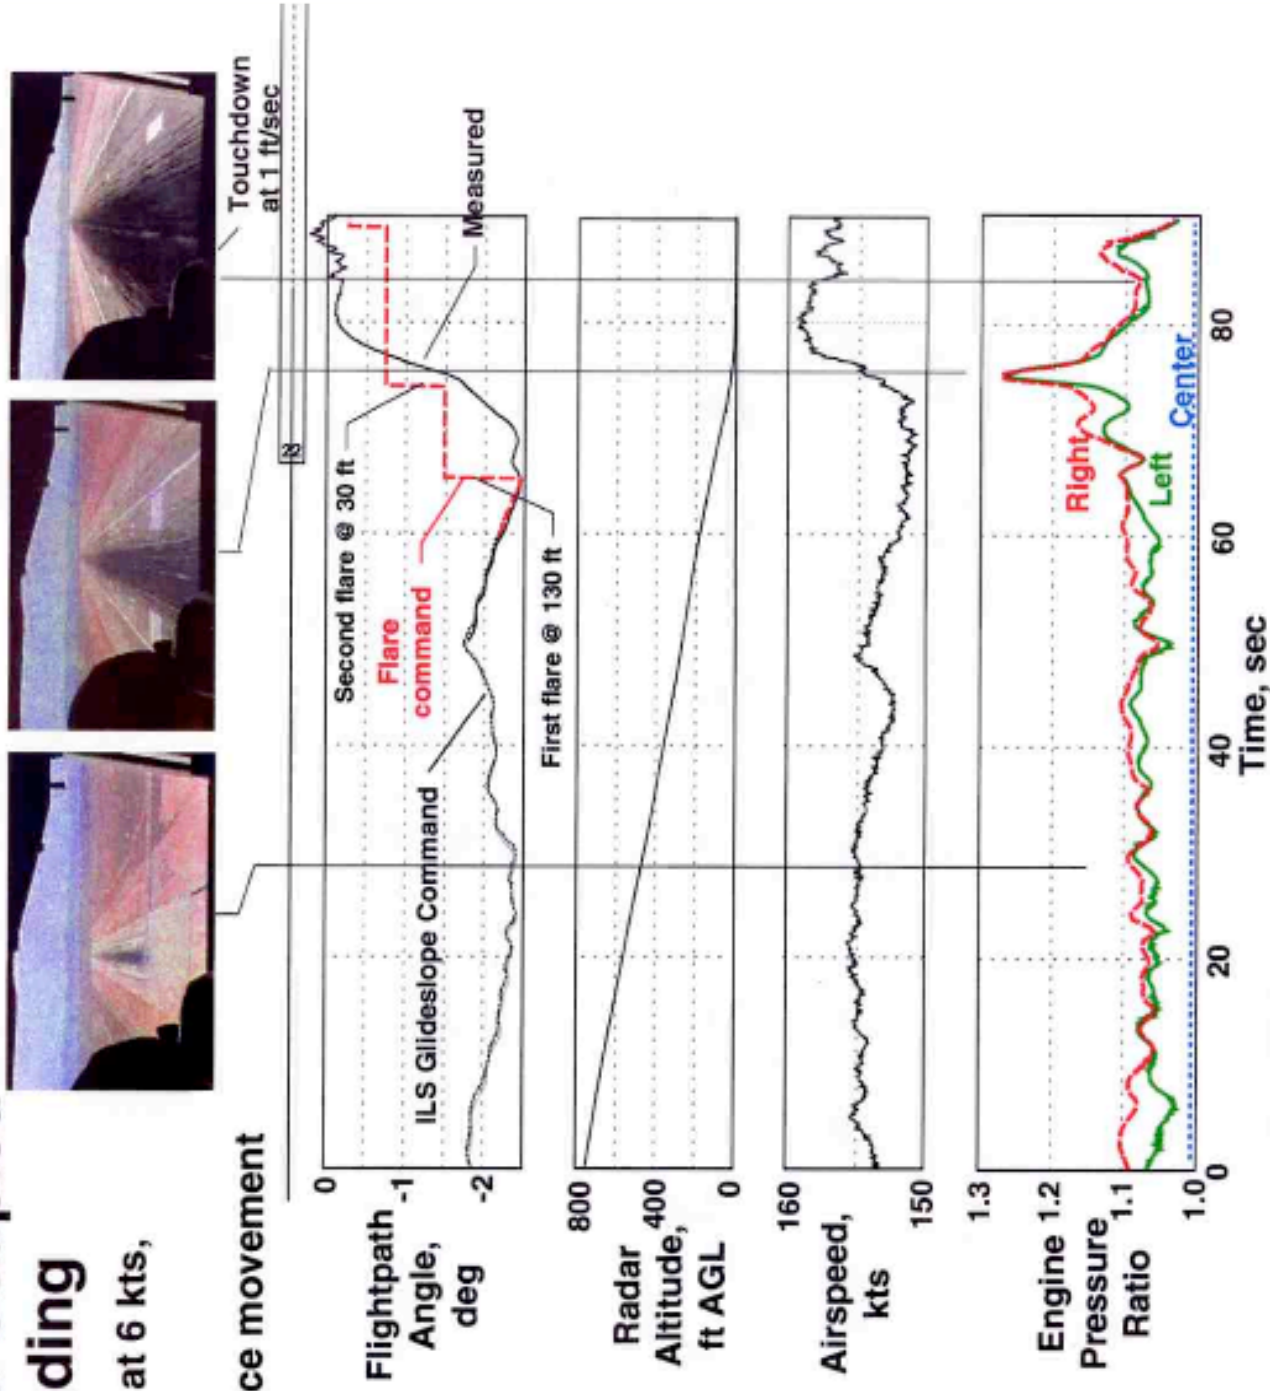 ding
at 6 kts,
ce movement
Touchdown
at 1 ft/sec
Flightpath
Angle,
deg
0
-1
-2
Second flare @ 30 ft
Flare
command
First flare @ 130 ft
ILS Glideslope Command
Measured
Radar
Altitude,
ft AGL
800
400
0
Airspeed,
kts
160
150
Engine
Pressure
Ratio
1.3
1.2
1.1
1.0
Right
Left
Center
0
20
40
60
80
Time, sec